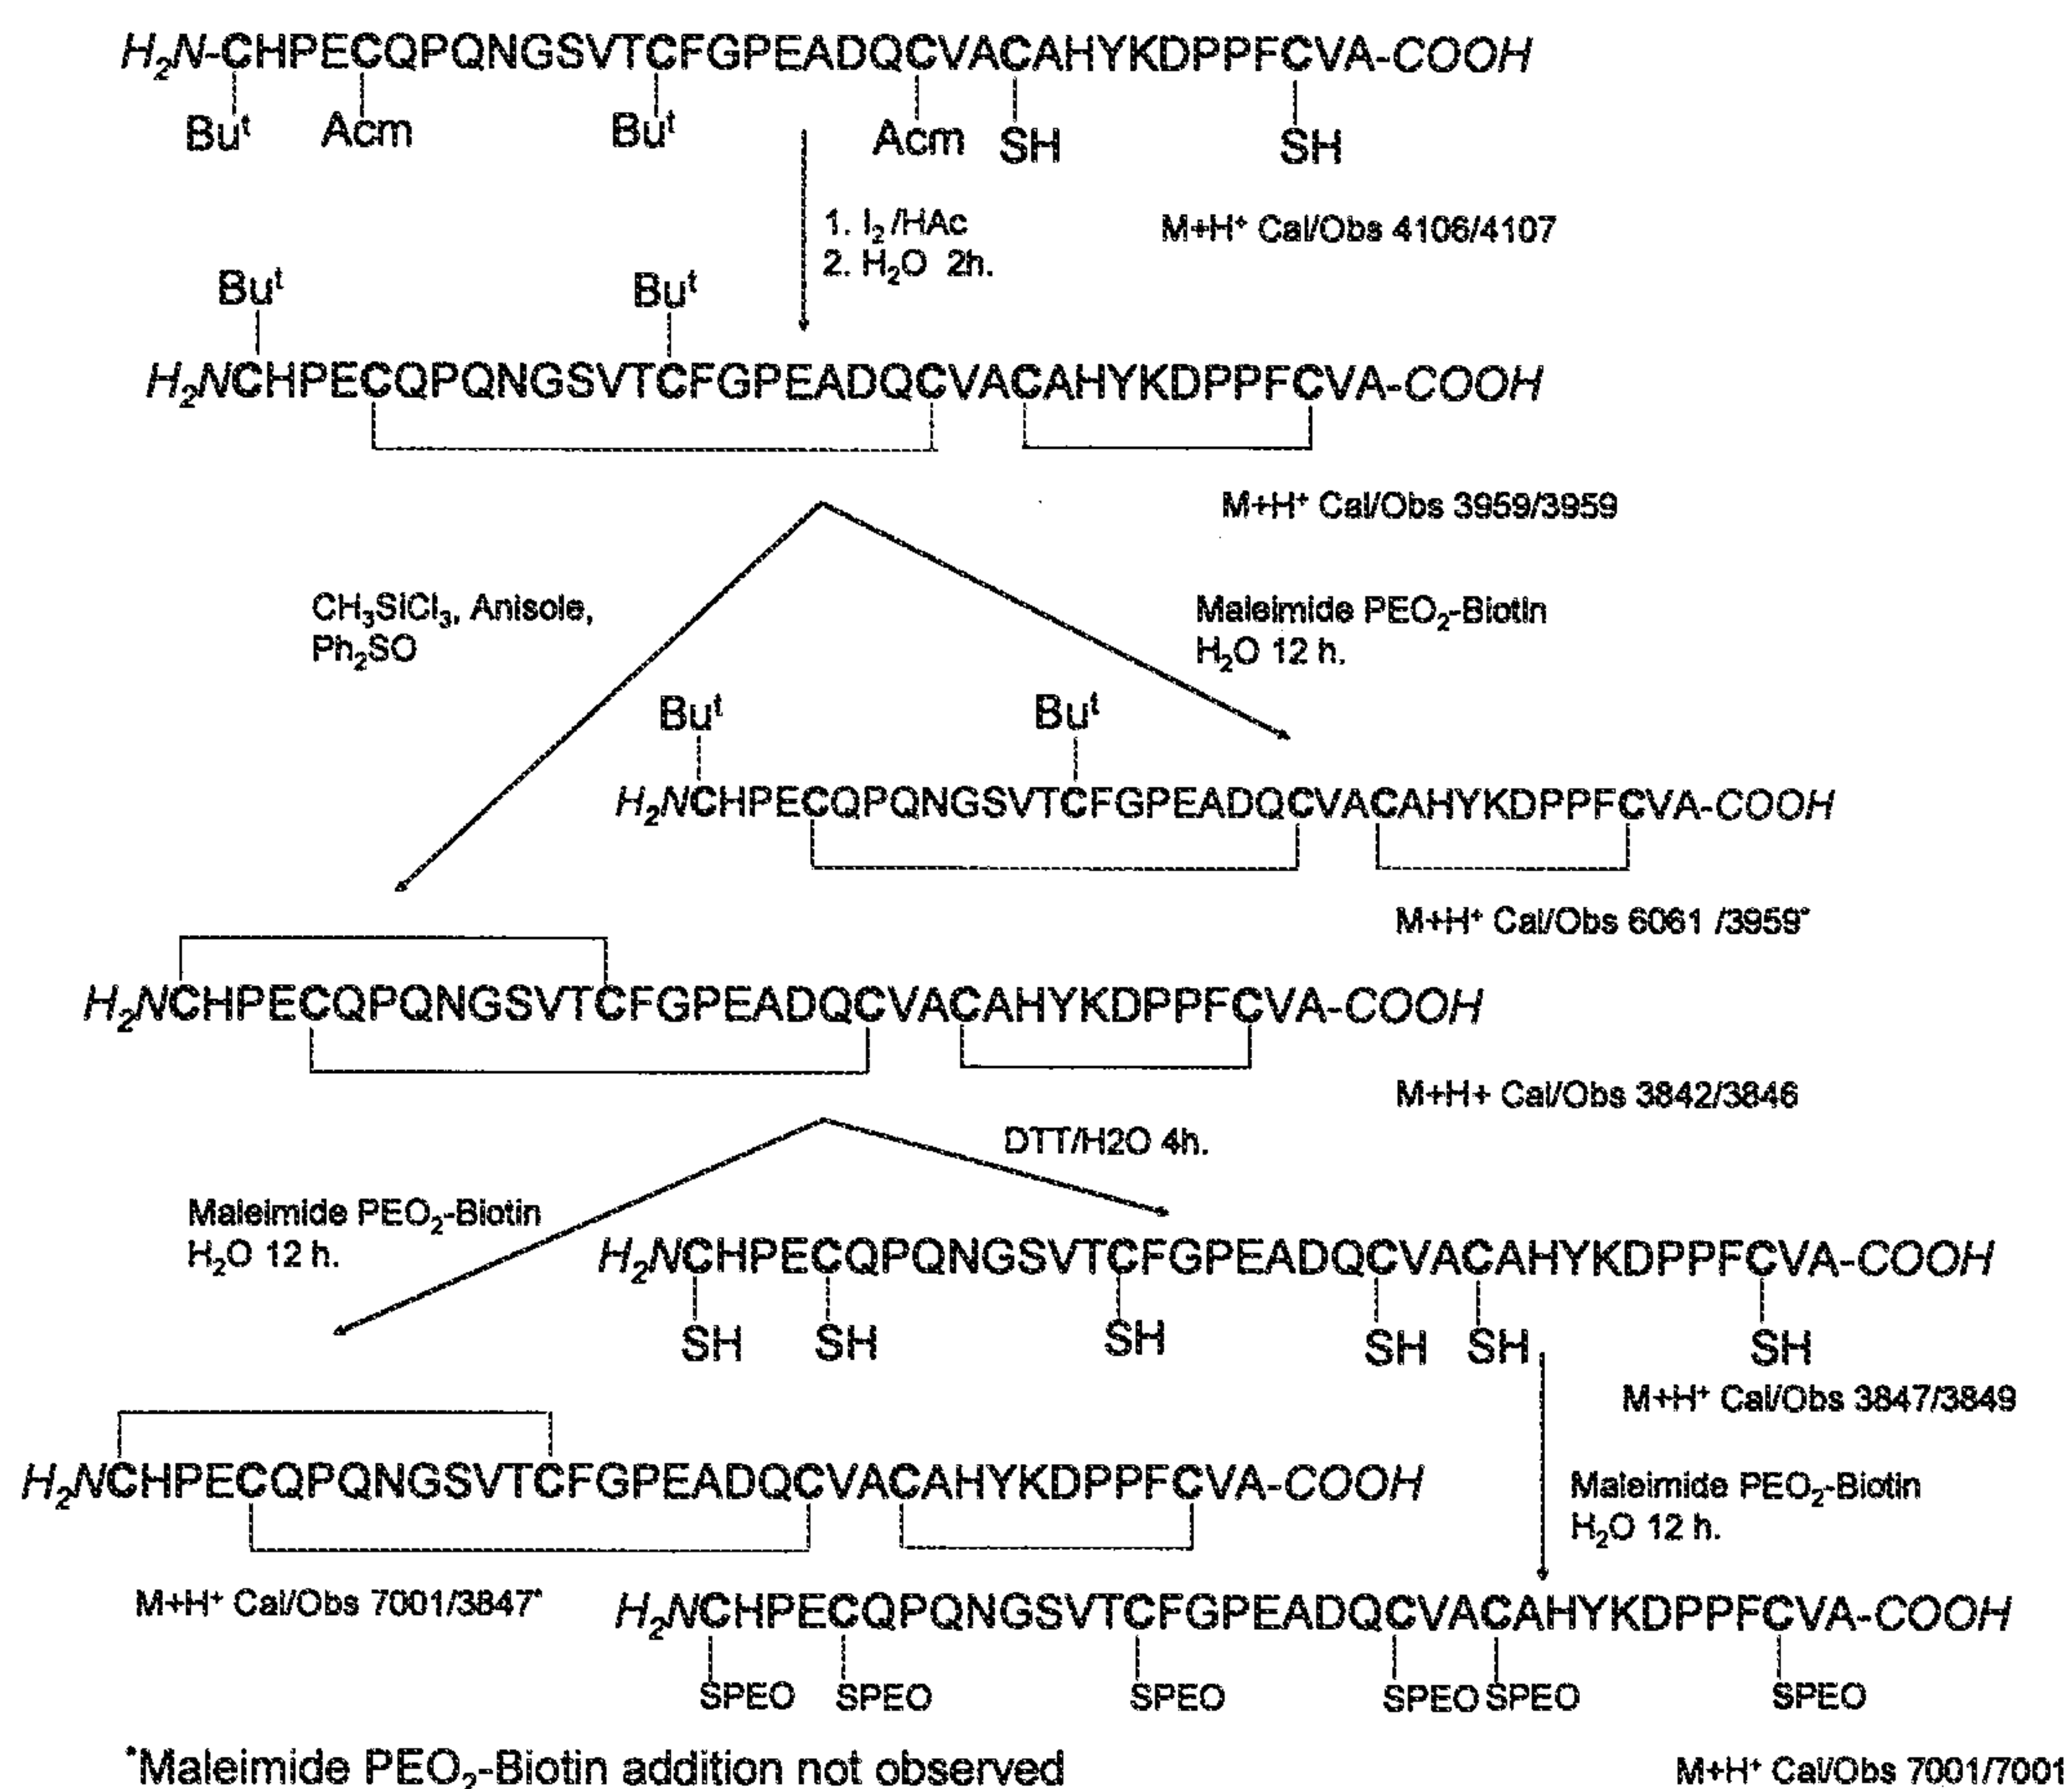 H₂N-CHPECQPQNGSVTCFGPEADQCVACAHYKDPPFCVA-COOH
Buᵗ Acm Buᵗ Acm SH SH
1. I₂/HAc
2. H₂O 2h.
M+H⁺ Cal/Obs 4106/4107
Buᵗ Buᵗ
H₂NCHPECQPQNGSVTCFGPEADQCVACAHYKDPPFCVA-COOH
M+H⁺ Cal/Obs 3959/3959
CH₃SiCl₃, Anisole,
Ph₂SO
Maleimide PEO₂-Biotin
H₂O 12 h.
Buᵗ Buᵗ
H₂NCHPECQPQNGSVTCFGPEADQCVACAHYKDPPFCVA-COOH
M+H⁺ Cal/Obs 6061 /3959*
H₂NCHPECQPQNGSVTCFGPEADQCVACAHYKDPPFCVA-COOH
M+H+ Cal/Obs 3842/3846
DTT/H2O 4h.
Maleimide PEO₂-Biotin
H₂O 12 h.
H₂NCHPECQPQNGSVTCFGPEADQCVACAHYKDPPFCVA-COOH
SH SH SH SH SH SH
M+H⁺ Cal/Obs 3847/3849
H₂NCHPECQPQNGSVTCFGPEADQCVACAHYKDPPFCVA-COOH
Maleimide PEO₂-Biotin
H₂O 12 h.
M+H⁺ Cal/Obs 7001/3847*
H₂NCHPECQPQNGSVTCFGPEADQCVACAHYKDPPFCVA-COOH
SPEO SPEO SPEO SPEO SPEO SPEO
*Maleimide PEO₂-Biotin addition not observed
M+H⁺ Cal/Obs 7001/7001